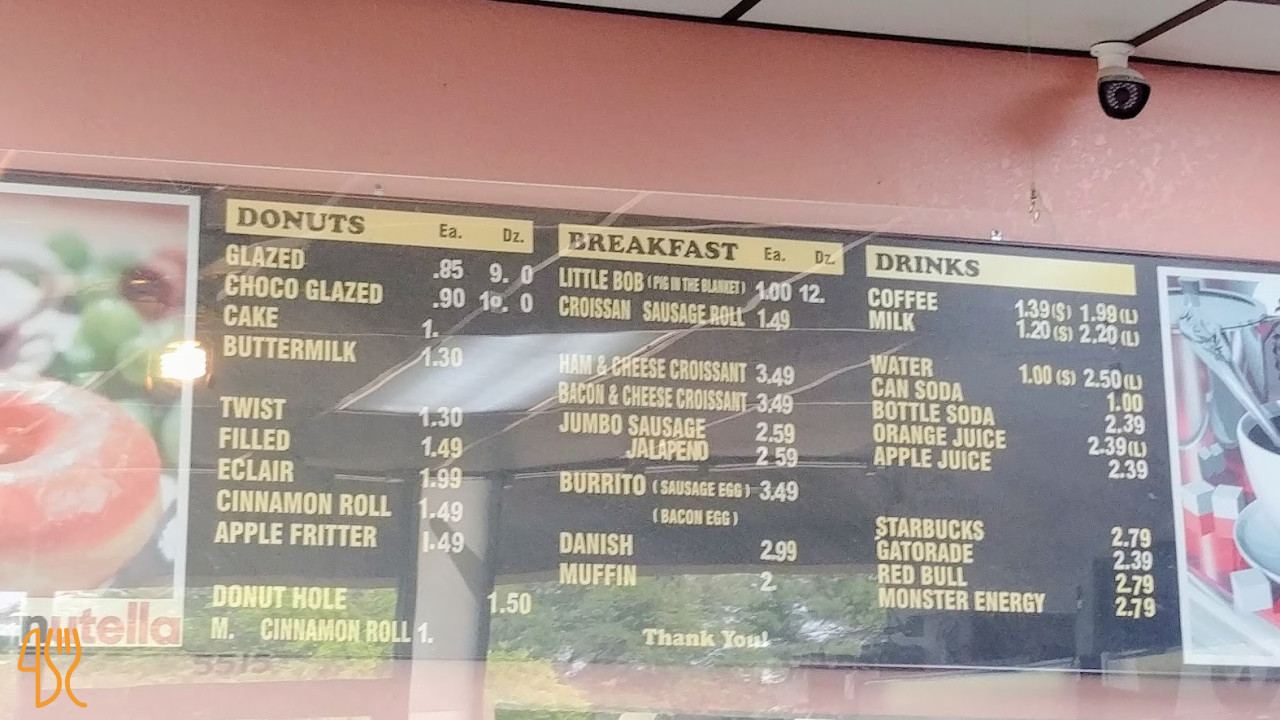 DONUTS Ea. Dz.
GLAZED .85 9. 0
CHOCO GLAZED .90 0
CAKE 1.
BUTTERMILK 1.30
TWIST 1.30
FILLED 1.49
ECLAIR 1.99
CINNAMON ROLL 1.49
APPLE FRITTER 1.49
DONUT HOLE 1.50
M. CINNAMON ROLL 1.
BREAKFAST Ea. Dz.
LITTLE BOB (PIG IN THE BLANKET) 1.00 12.
CROISSAN SAUSAGE ROLL 1.49
HAM & CHEESE CROISSANT 3.49
BACON & CHEESE CROISSANT 3.49
JUMBO SAUSAGE 2.59
JALAPENO 2 59
BURRITO (SAUSAGE EGG) 3.49
(BACON EGG)
DANISH 2.99
MUFFIN 2.
Thank You!
DRINKS
COFFEE 1.39(S) 1.99(L)
MILK 1.20(S) 2.20(L)
WATER 1.00 (S) 2.50(L)
CAN SODA 1.00
BOTTLE SODA 2.39
ORANGE JUICE 2.39(L)
APPLE JUICE 2.39
STARBUCKS 2.79
GATORADE 2.39
RED BULL 2.79
MONSTER ENERGY 2.79
nutella
5515